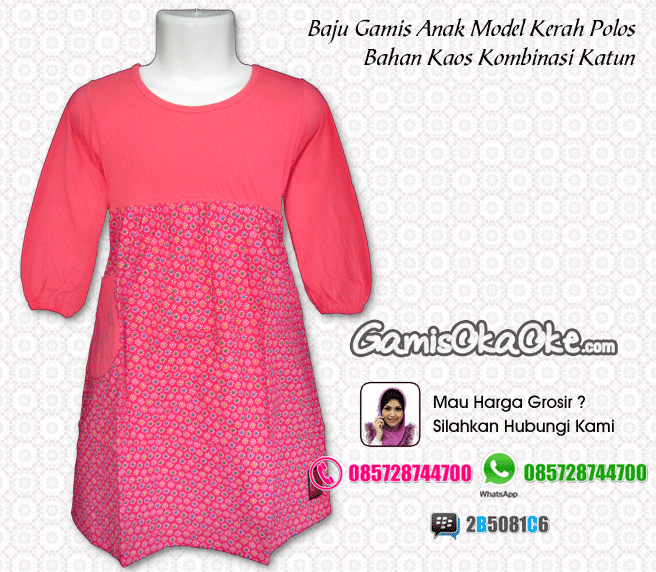 Baju Gamis Anak Model Kerah Polos
Bahan Kaos Kombinasi Katun
GamisOkaOke.com
Mau Harga Grosir ?
Silahkan Hubungi Kami
085728744700
085728744700
WhatsApp
2B5081C6